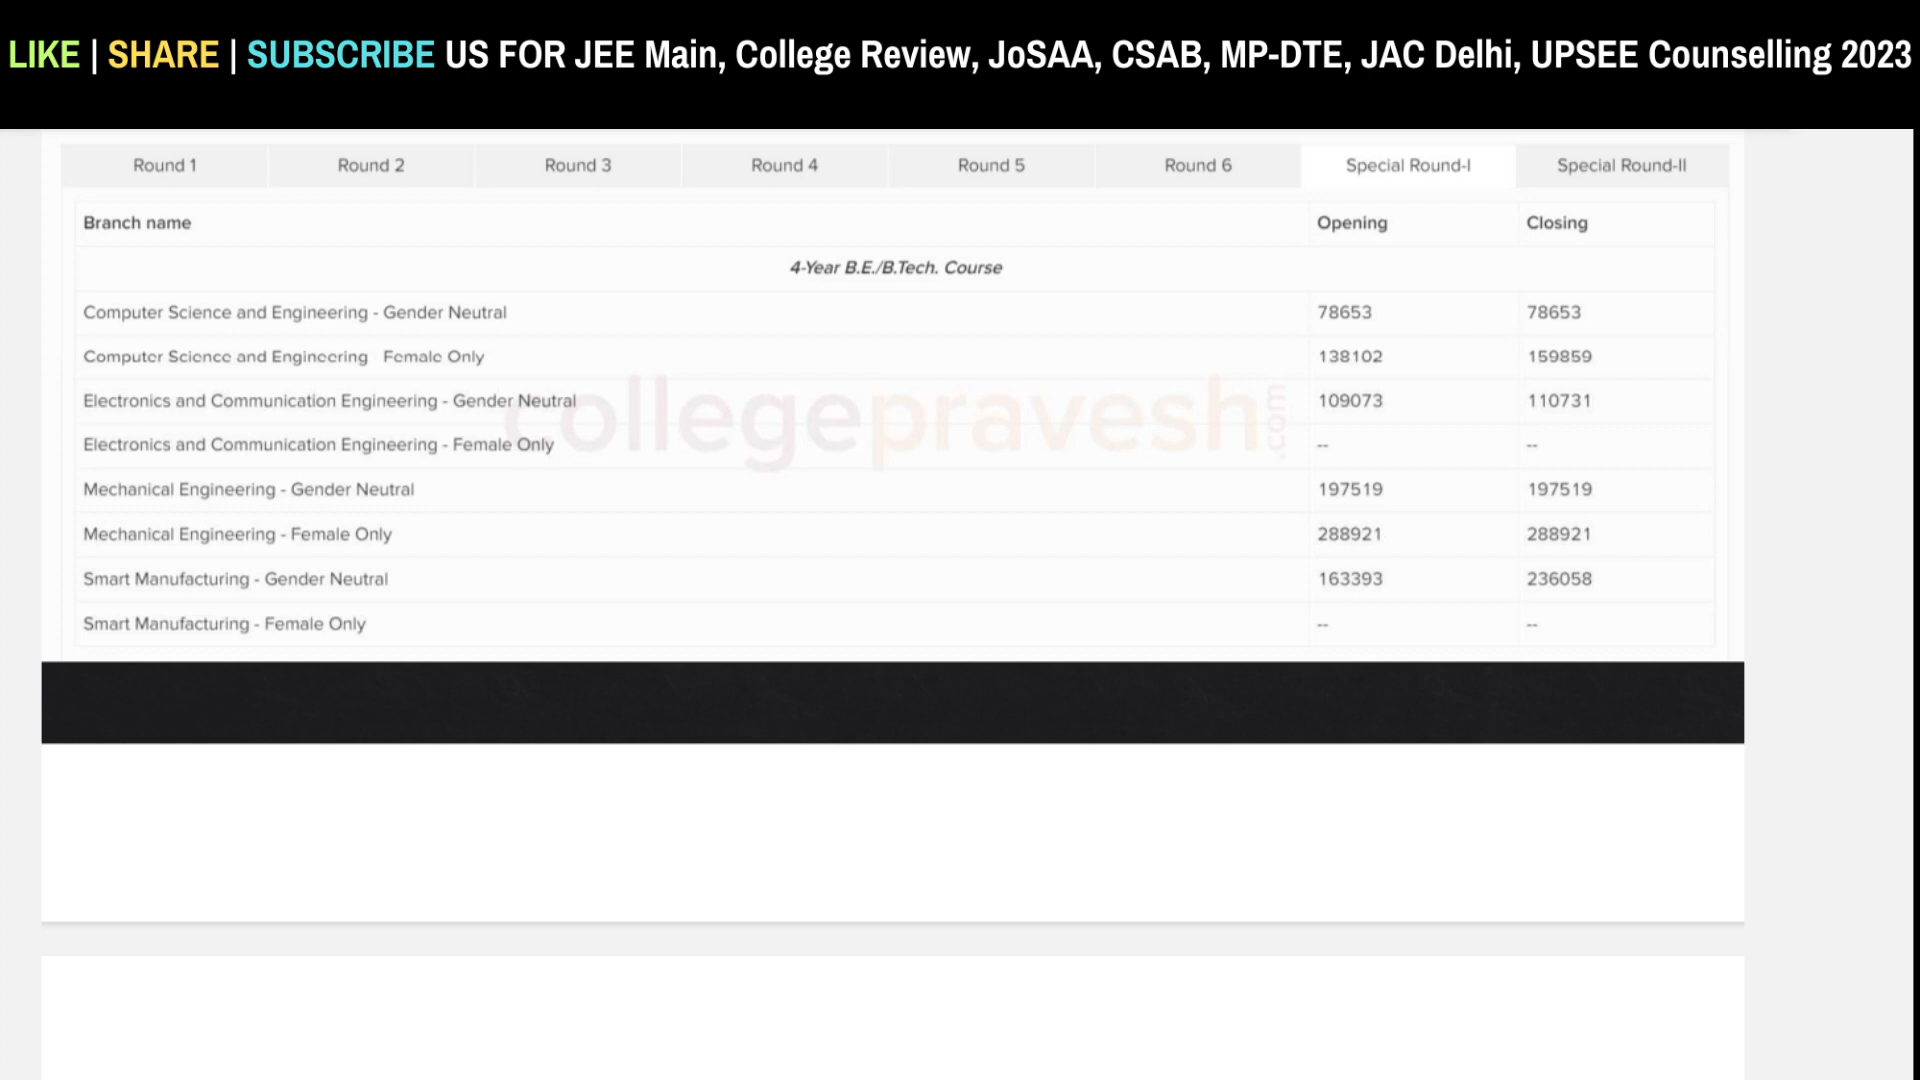 LIKE | SHARE | SUBSCRIBE US FOR JEE Main, College Review, JoSAA, CSAB, MP-DTE, JAC Delhi, UPSEE Counselling 2023
Round 1 Round 2 Round 3 Round 4 Round 5 Round 6 Special Round-I Special Round-II
Branch name Opening Closing
4-Year B.E./B.Tech. Course
Computer Science and Engineering - Gender Neutral 78653 78653
Computer Science and Engineering Female Only 138102 159859
Electronics and Communication Engineering - Gender Neutral 109073 110731
collegepravesh.com
Electronics and Communication Engineering - Female Only -- --
Mechanical Engineering - Gender Neutral 197519 197519
Mechanical Engineering - Female Only 288921 288921
Smart Manufacturing - Gender Neutral 163393 236058
Smart Manufacturing - Female Only -- --